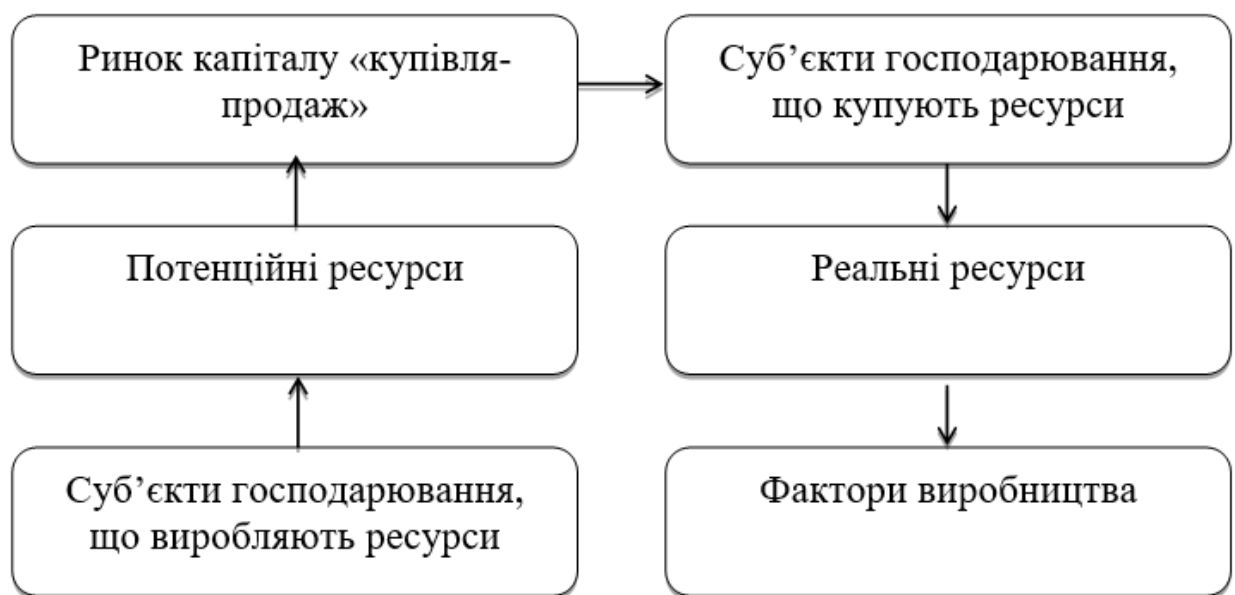 Ринок капіталу «купівля-
продаж»
Суб’єкти господарювання,
що купують ресурси
Потенційні ресурси
Реальні ресурси
Суб’єкти господарювання,
що виробляють ресурси
Фактори виробництва